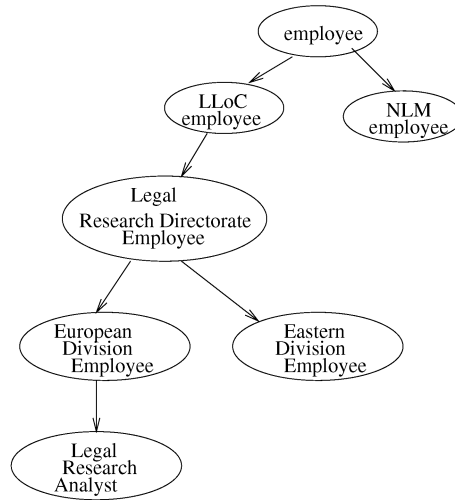 employee
LLoC
employee
NLM
employee
Legal
Research Directorate
Employee
European
Division
Employee
Eastern
Division
Employee
Legal
Research
Analyst